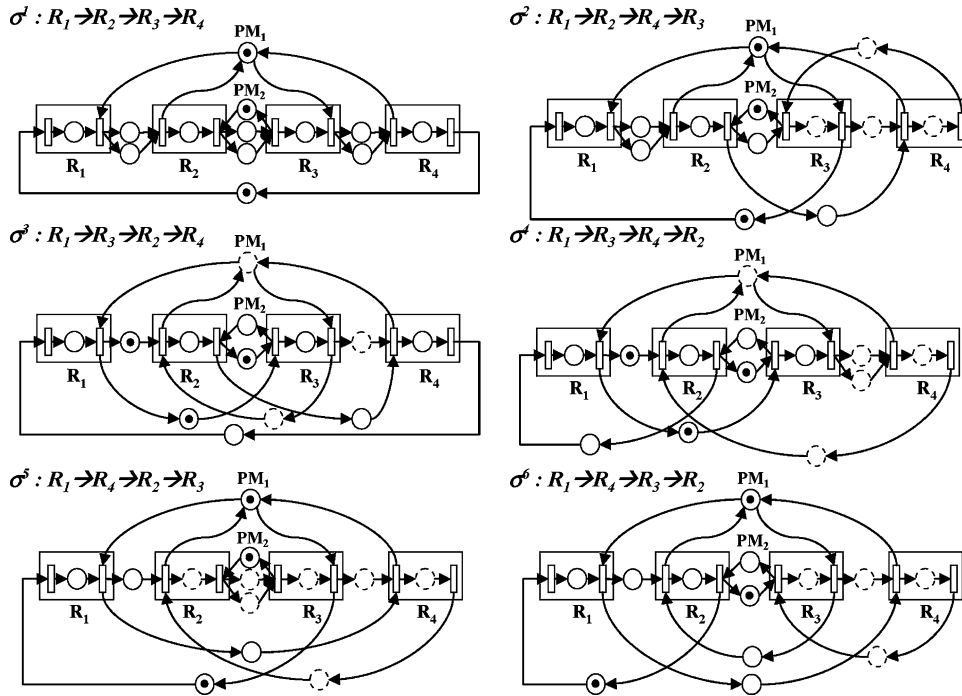 σ¹ : R₁→R₂→R₃→R₄
PM₁
PM₂
R₁
R₂
R₃
R₄
σ² : R₁→R₂→R₄→R₃
PM₁
PM₂
R₁
R₂
R₃
R₄
σ³ : R₁→R₃→R₂→R₄
PM₁
PM₂
R₁
R₂
R₃
R₄
σ⁴ : R₁→R₃→R₄→R₂
PM₁
PM₂
R₁
R₂
R₃
R₄
σ⁵ : R₁→R₄→R₂→R₃
PM₁
PM₂
R₁
R₂
R₃
R₄
σ⁶ : R₁→R₄→R₃→R₂
PM₁
PM₂
R₁
R₂
R₃
R₄